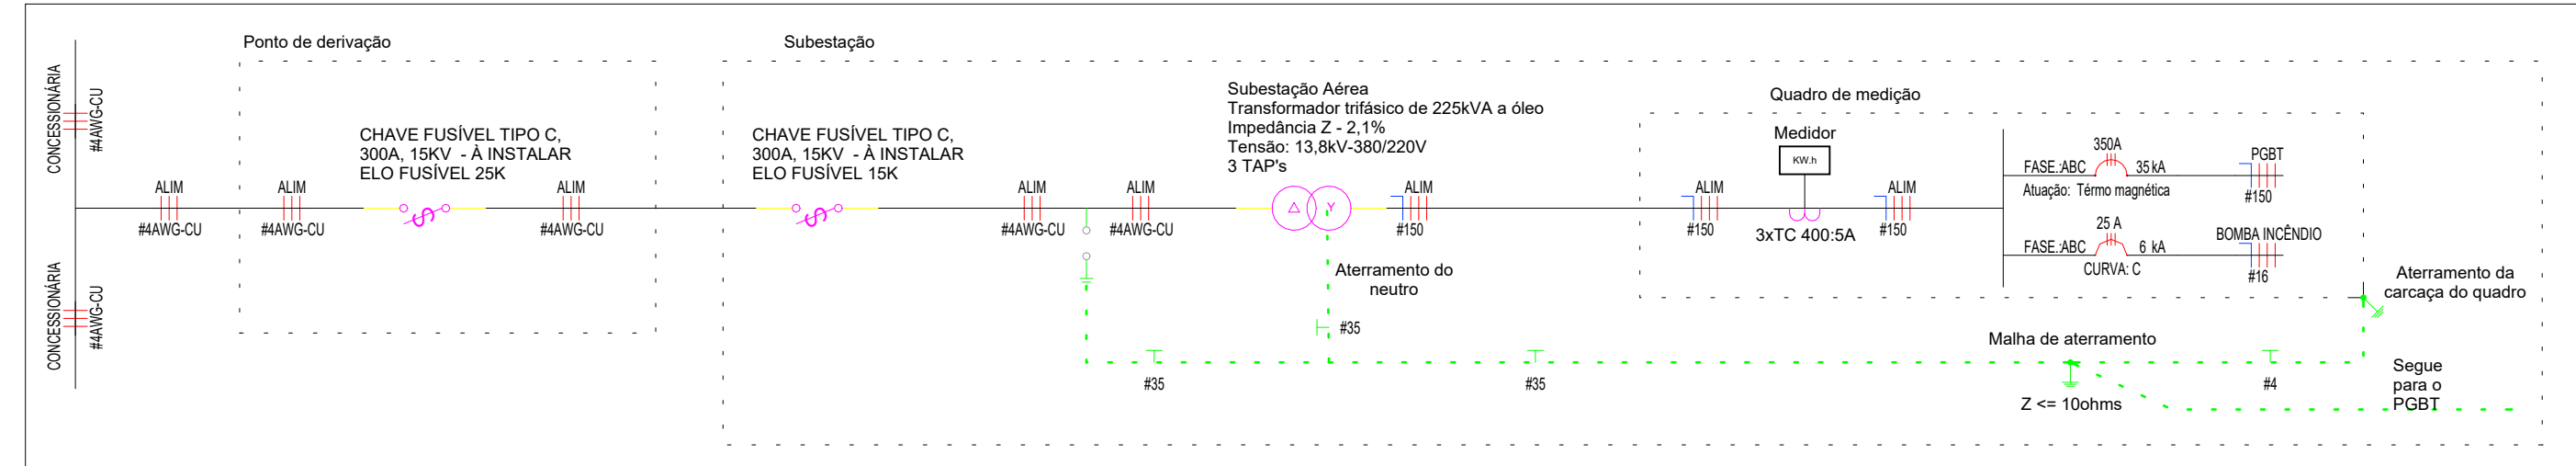 CONCESSIONÁRIA
#4AWG-CU
CONCESSIONÁRIA
#4AWG-CU
ALIM
#4AWG-CU
Ponto de derivação
ALIM
#4AWG-CU
CHAVE FUSÍVEL TIPO C,
300A, 15KV - À INSTALAR
ELO FUSÍVEL 25K
ALIM
#4AWG-CU
Subestação
CHAVE FUSÍVEL TIPO C,
300A, 15KV - À INSTALAR
ELO FUSÍVEL 15K
ALIM
#4AWG-CU
ALIM
#4AWG-CU
Subestação Aérea
Transformador trifásico de 225kVA a óleo
Impedância Z - 2,1%
Tensão: 13,8kV-380/220V
3 TAP's
Y
ALIM
#150
Aterramento do
neutro
#35
#35
#35
Quadro de medição
ALIM
#150
Medidor
KW.h
3xTC 400:5A
ALIM
#150
350A
FASE.:ABC
35 kA
Atuação: Térmo magnética
PGBT
#150
25 A
FASE.:ABC
6 kA
CURVA: C
BOMBA INCÊNDIO
#16
Aterramento da
carcaça do quadro
Malha de aterramento
Z <= 10ohms
#4
Segue
para o
PGBT